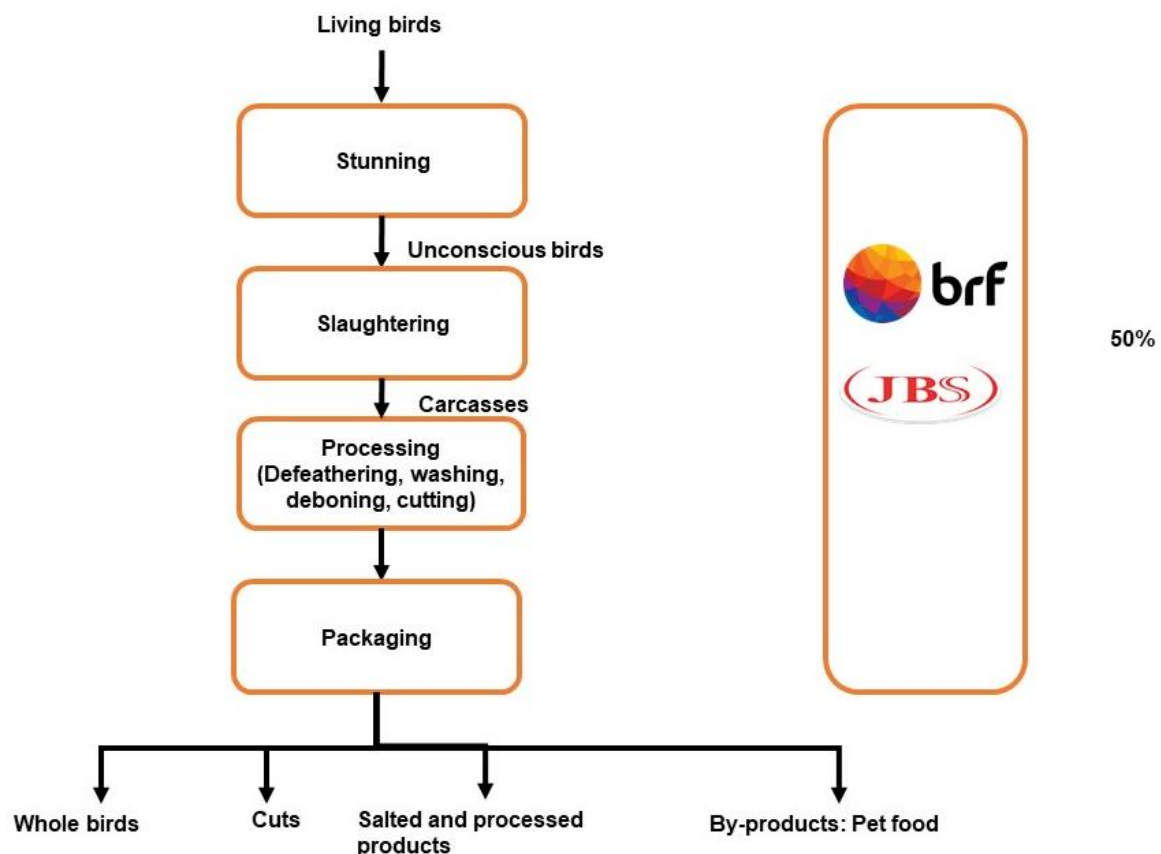 Living birds
Stunning
Unconscious birds
Slaughtering
brf
50%
JBS
Carcasses
Processing
(Defeathering, washing,
deboning, cutting)
Packaging
Whole birds
Cuts
Salted and processed
products
By-products: Pet food